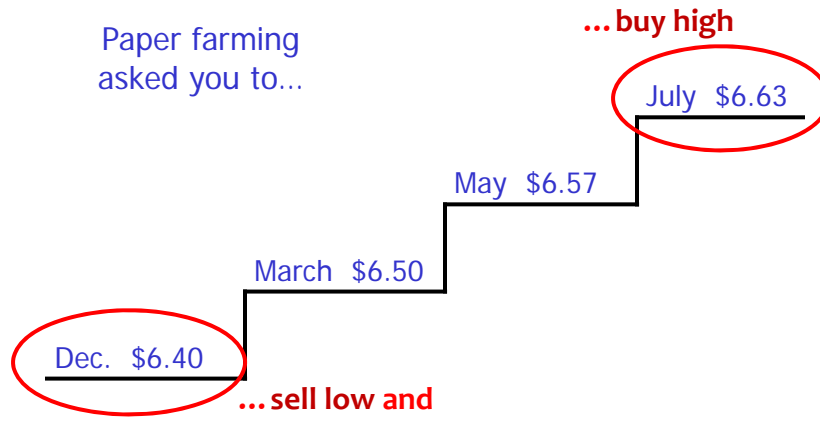 Paper farming
asked you to...
...buy high
July $6.63
May $6.57
March $6.50
Dec. $6.40
...sell low and